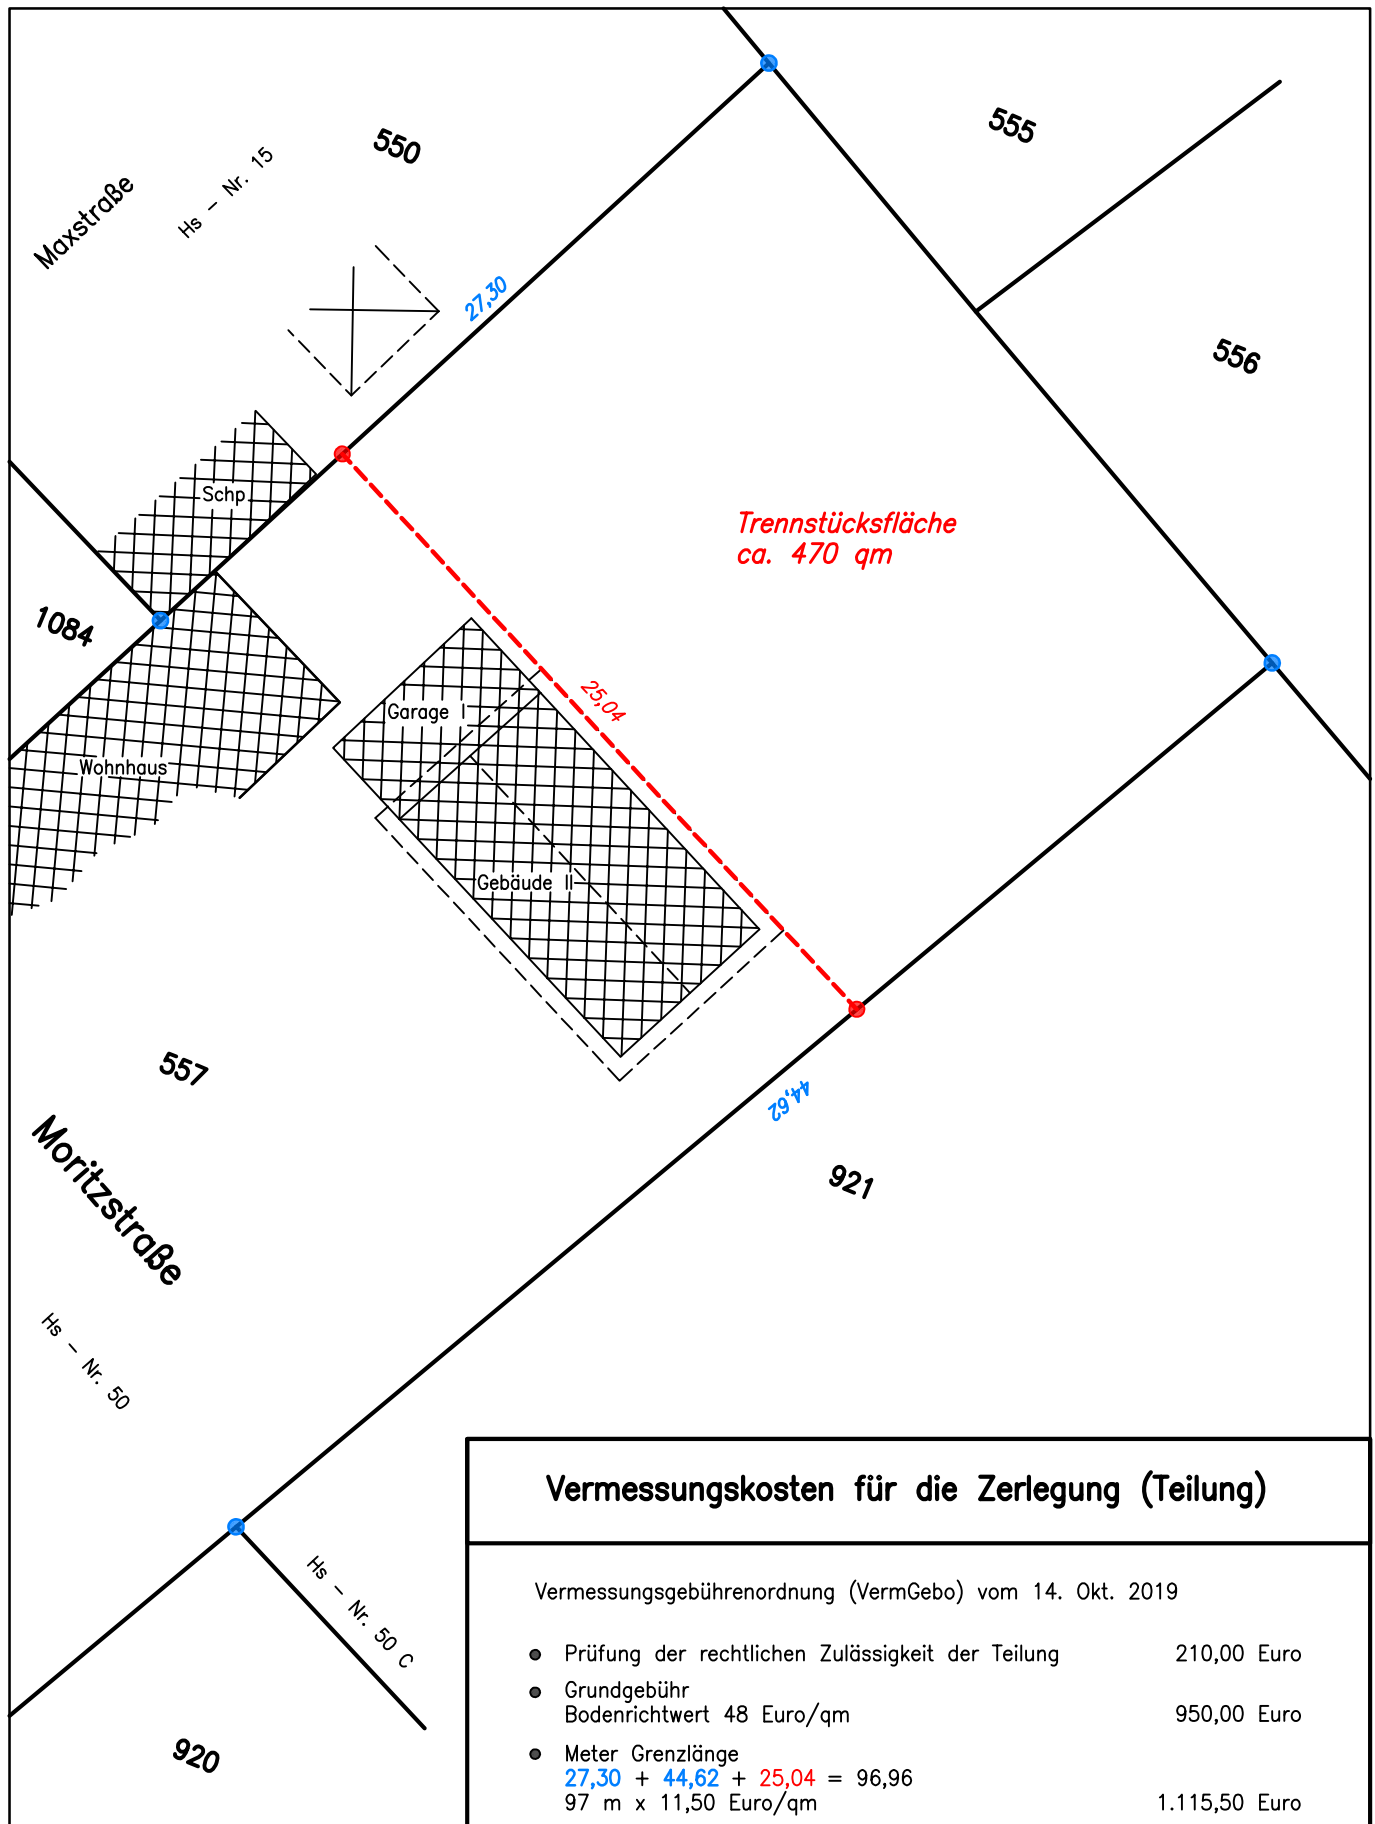 550
555
Maxstraße
Hs - Nr. 15
27,30
556
Schp
Trennstücksfläche
ca. 470 qm
1084
25,04
Garage I
Wohnhaus
Gebäude II
557
44,62
Moritzstraße
921
Hs - Nr. 50
Hs - Nr. 50 C
920
Vermessungskosten für die Zerlegung (Teilung)
Vermessungsgebührenordnung (VermGebo) vom 14. Okt. 2019
● Prüfung der rechtlichen Zulässigkeit der Teilung 210,00 Euro
● Grundgebühr
Bodenrichtwert 48 Euro/qm 950,00 Euro
● Meter Grenzlänge
27,30 + 44,62 + 25,04 = 96,96
97 m x 11,50 Euro/qm 1.115,50 Euro